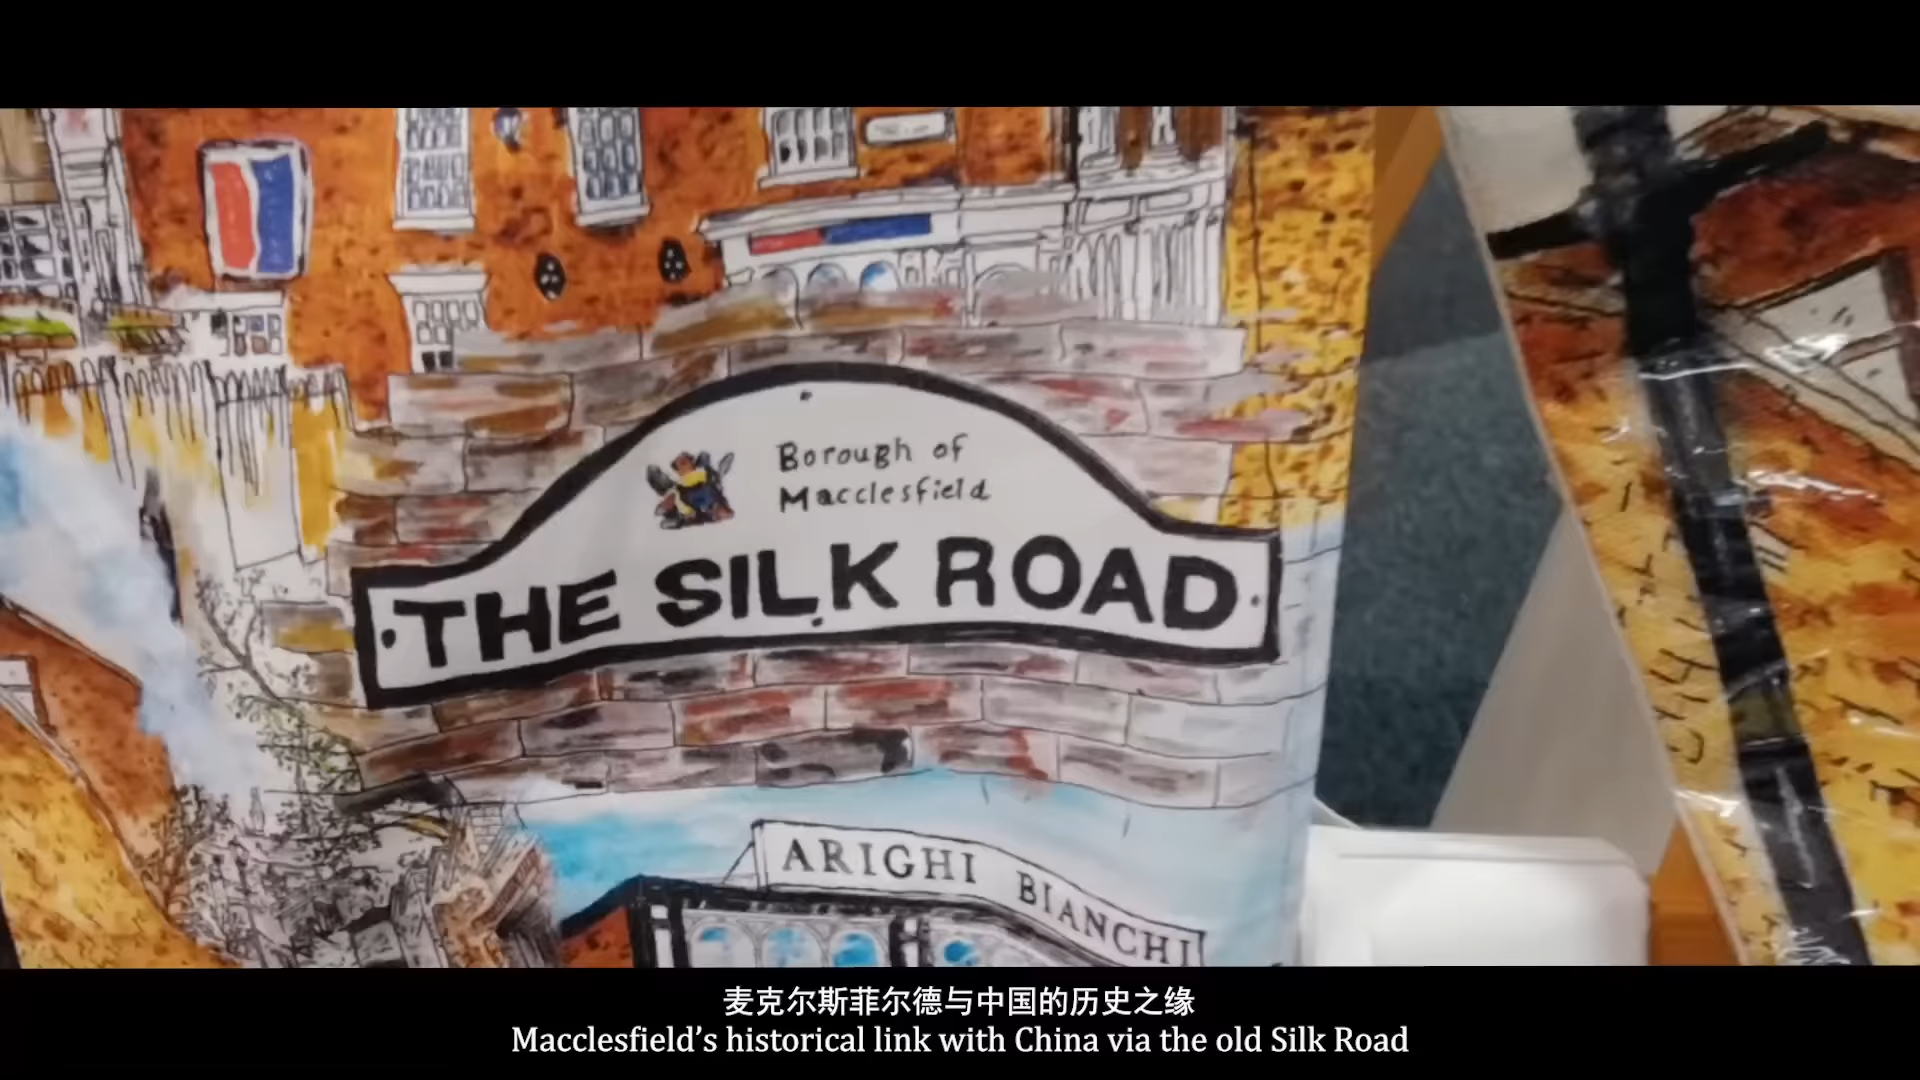 Borough of
Macclesfield
THE SILK ROAD
ARIGHI BIANCHI
麦克尔斯菲尔德与中国的历史之缘
Macclesfield's historical link with China via the old Silk Road